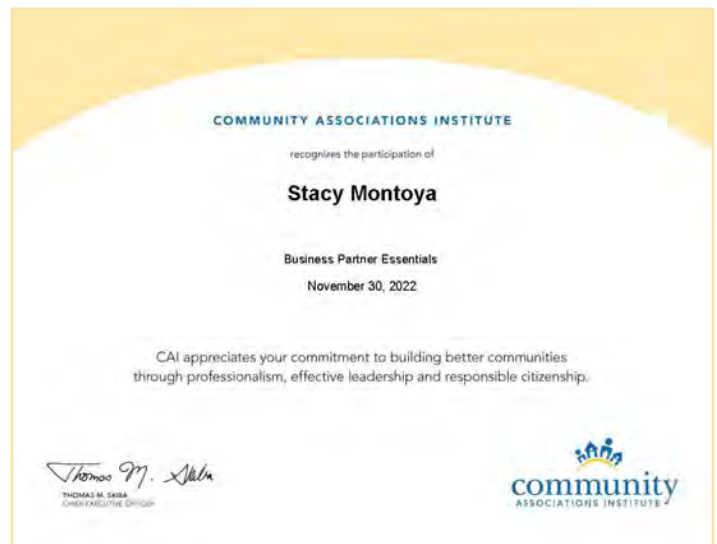 COMMUNITY ASSOCIATIONS INSTITUTE
recognizes the participation of
Stacy Montoya
Business Partner Essentials
November 30, 2022
CAI appreciates your commitment to building better communities
through professionalism, effective leadership and responsible citizenship.
Thomas M. Skiba
THOMAS M. SKIBA
CHIEF EXECUTIVE OFFICER
community
ASSOCIATIONS INSTITUTE